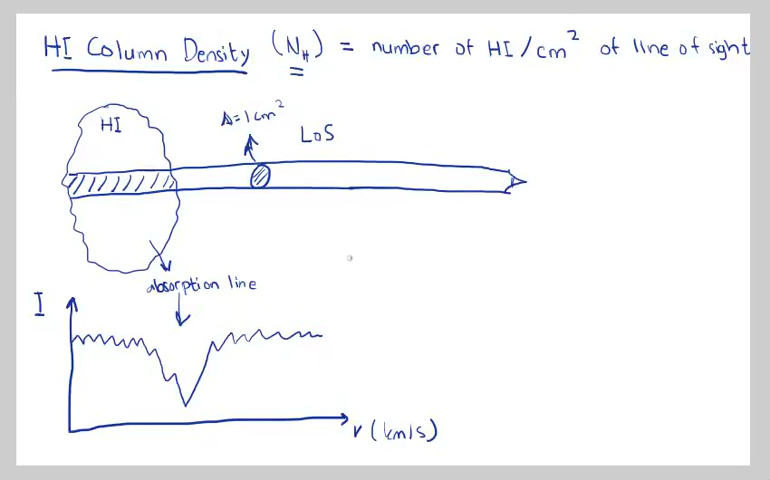 HI Column Density (N_H) = number of HI/cm² of line of sight
A=1cm²
HI
LoS
absorption line
I
v (km/s)